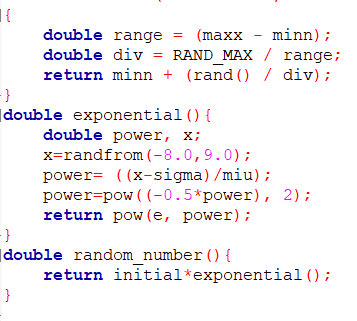 {
double range = (maxx - minn);
double div = RAND_MAX / range;
return minn + (rand() / div);
}
double exponential(){
double power, x;
x=randfrom(-8.0,9.0);
power= ((x-sigma)/miu);
power=pow((-0.5*power), 2);
return pow(e, power);
}
double random_number(){
return initial*exponential();
}